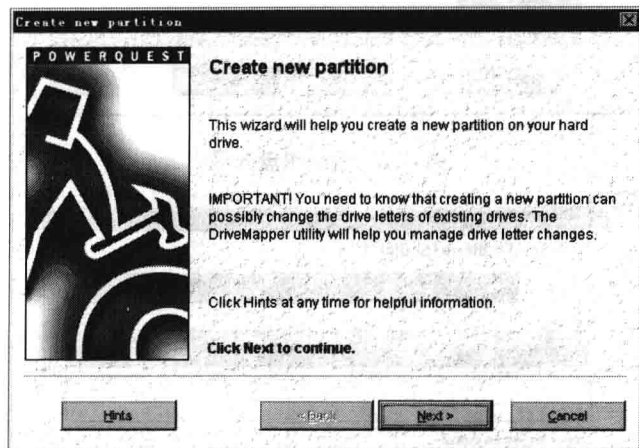 Create new partition
POWERQUEST
Create new partition
This wizard will help you create a new partition on your hard
drive.
IMPORTANT! You need to know that creating a new partition can
possibly change the drive letters of existing drives. The
DriveMapper utility will help you manage drive letter changes.
Click Hints at any time for helpful information.
Click Next to continue.
Hints
< Back
Next >
Cancel